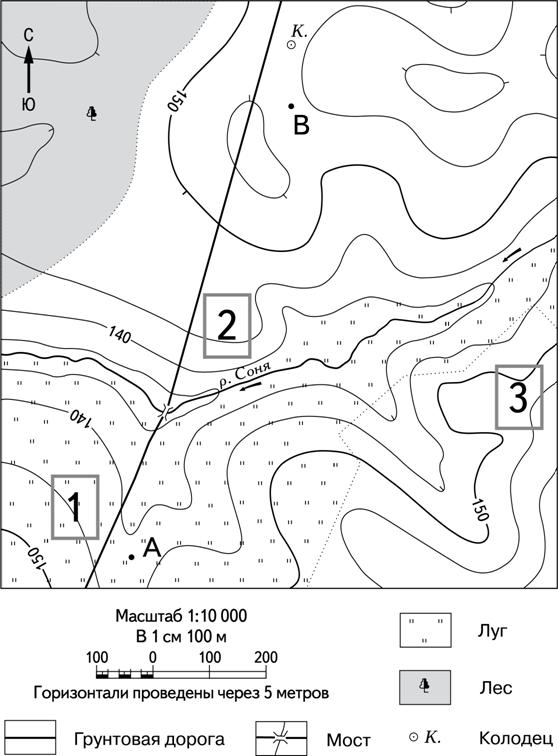 С
К.
Ю
150
В
2
140
р. Соня
3
140
1
150
150
А
Масштаб 1:10 000
В 1 см 100 м
100 0 100 200
Горизонтали проведены через 5 метров
Луг
Лес
Грунтовая дорога
Мост
К.
Колодец